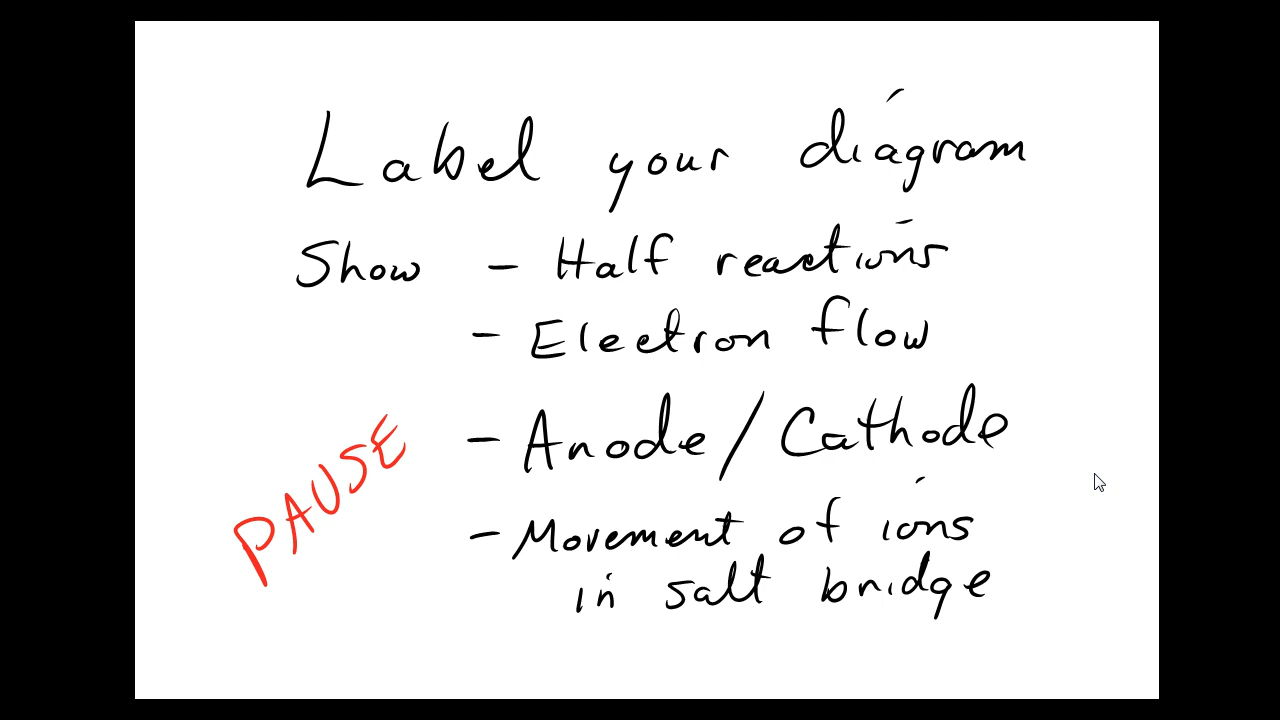 Label your diagram
Show - Half reactions
- Electron flow
- Anode/Cathode
- Movement of ions
in salt bridge
PAUSE